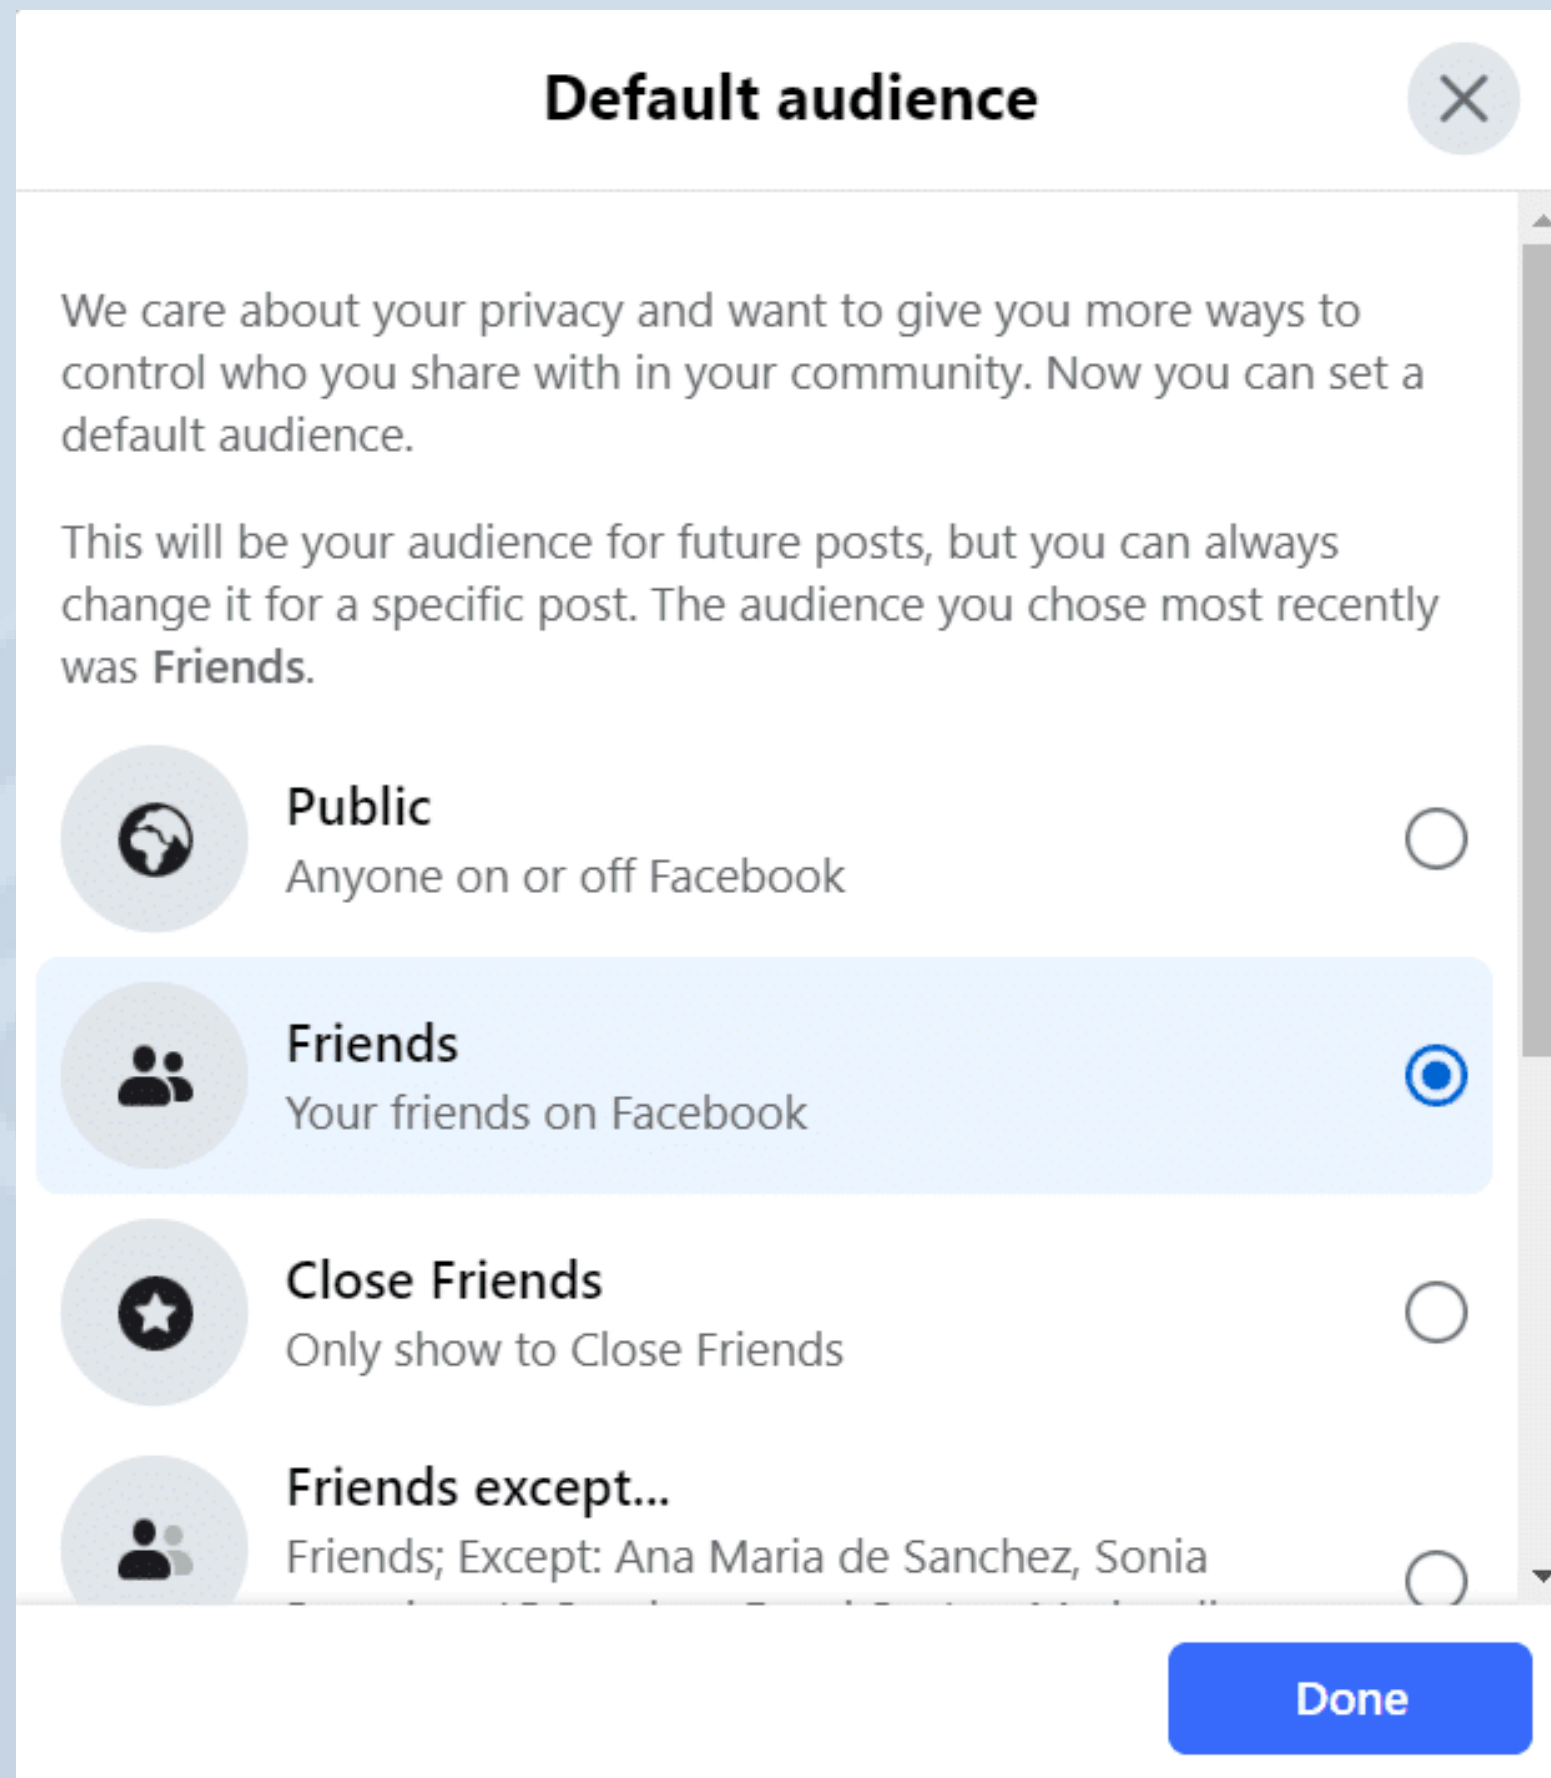 Default audience
We care about your privacy and want to give you more ways to
control who you share with in your community. Now you can set a
default audience.
This will be your audience for future posts, but you can always
change it for a specific post. The audience you chose most recently
was Friends.
Public
Anyone on or off Facebook
Friends
Your friends on Facebook
Close Friends
Only show to Close Friends
Friends except...
Friends; Except: Ana Maria de Sanchez, Sonia
Done